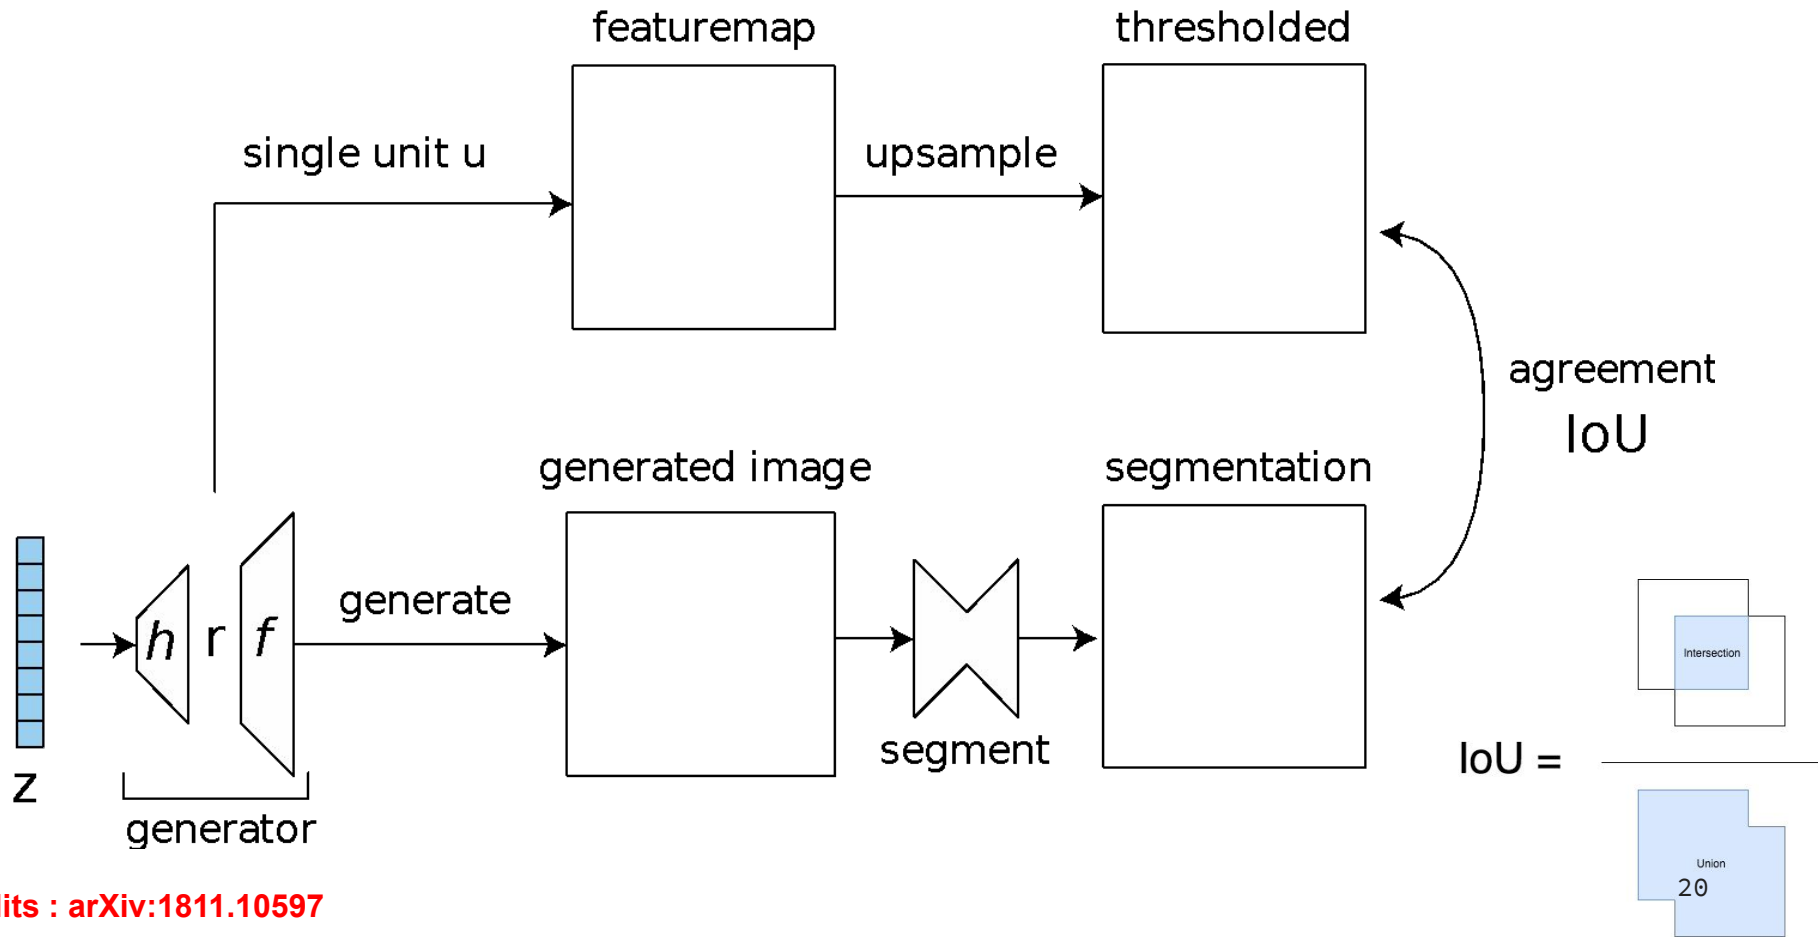 featuremap
thresholded
single unit u
upsample
agreement
IoU
generated image
segmentation
generate
h
r
f
segment
z
generator
IoU =
Intersection
Union
20
its : arXiv:1811.10597